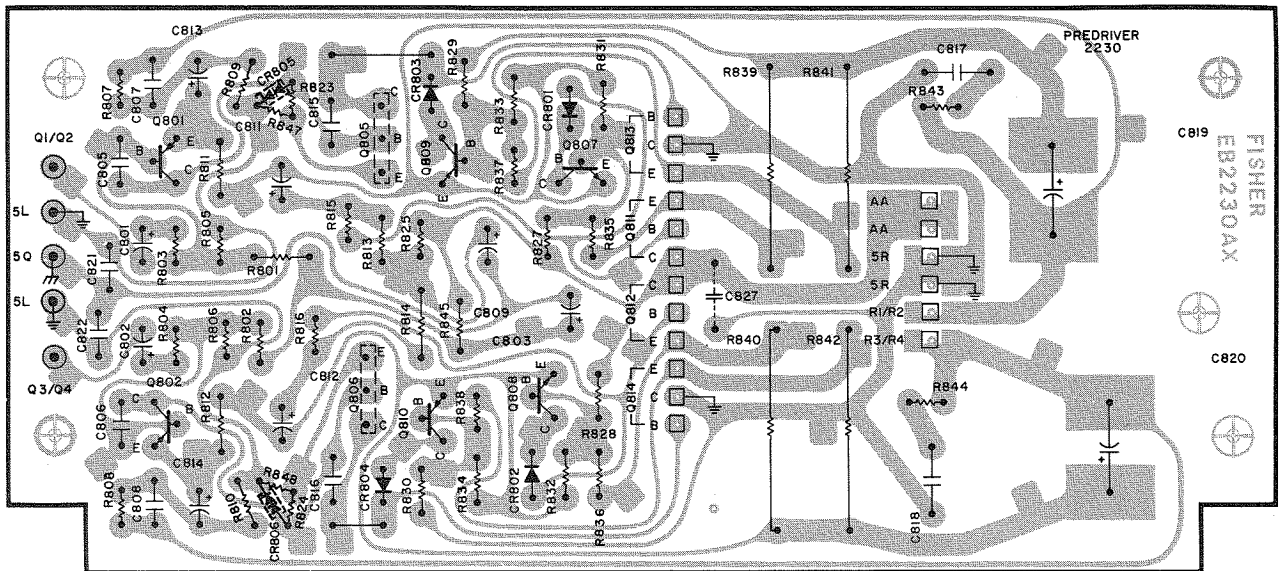 C813
PREDRIVER
2230
R829
R831
C817
R839
R841
R809
CR805
CR803
R807
C807
R823
C815
R833
CR801
R843
C811
R847
Q801
Q805
C
B
E
Q809
C
B
E
R837
Q807
B
C
E
Q813
B
C
E
Q1/Q2
C805
B
E
C
R811
C819
FISHER
EB2230AX
5L
C801
R803
R805
R815
R813
R825
R827
R835
Q811
E
B
C
AA
AA
5Q
C821
R801
5R
5R
5L
C822
C802
R804
R806
R802
R816
R814
R845
C809
C803
Q812
C
B
E
C827
R1/R2
R840
R842
R3/R4
C820
Q3/Q4
Q802
C806
C
B
E
R812
C812
Q806
E
B
C
Q810
E
B
C
R838
Q808
E
B
C
R828
Q814
E
C
B
R844
C814
R808
C808
R810
R848
CR806
R824
C816
CR804
R830
R834
CR802
R832
R836
C818